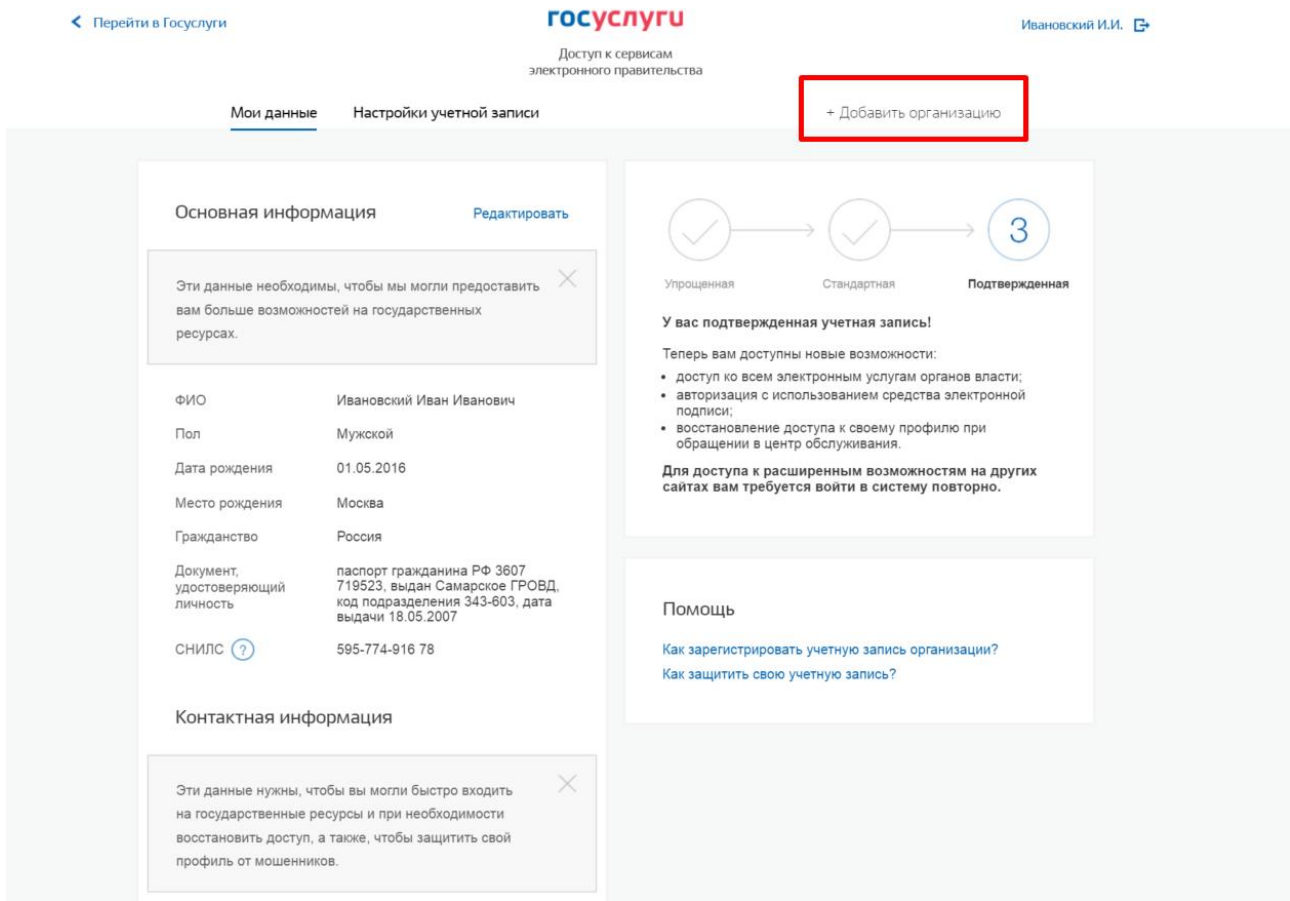 Перейти в Госуслуги
госуслуги
Ивановский И.И.
Доступ к сервисам
электронного правительства
Мои данные
Настройки учетной записи
+ Добавить организацию
Основная информация
Редактировать
Эти данные необходимы, чтобы мы могли предоставить
вам больше возможностей на государственных
ресурсах.
ФИО
Ивановский Иван Иванович
Пол
Мужской
Дата рождения
01.05.2016
Место рождения
Москва
Гражданство
Россия
Документ,
удостоверяющий
личность
паспорт гражданина РФ 3607
719523, выдан Самарское ГРОВД,
код подразделения 343-603, дата
выдачи 18.05.2007
СНИЛС ?
595-774-916 78
Контактная информация
Эти данные нужны, чтобы вы могли быстро входить
на государственные ресурсы и при необходимости
восстановить доступ, а также, чтобы защитить свой
профиль от мошенников.
3
Упрощенная
Стандартная
Подтвержденная
У вас подтвержденная учетная запись!
Теперь вам доступны новые возможности:
• доступ ко всем электронным услугам органов власти;
• авторизация с использованием средства электронной
подписи;
• восстановление доступа к своему профилю при
обращении в центр обслуживания.
Для доступа к расширенным возможностям на других
сайтах вам требуется войти в систему повторно.
Помощь
Как зарегистрировать учетную запись организации?
Как защитить свою учетную запись?